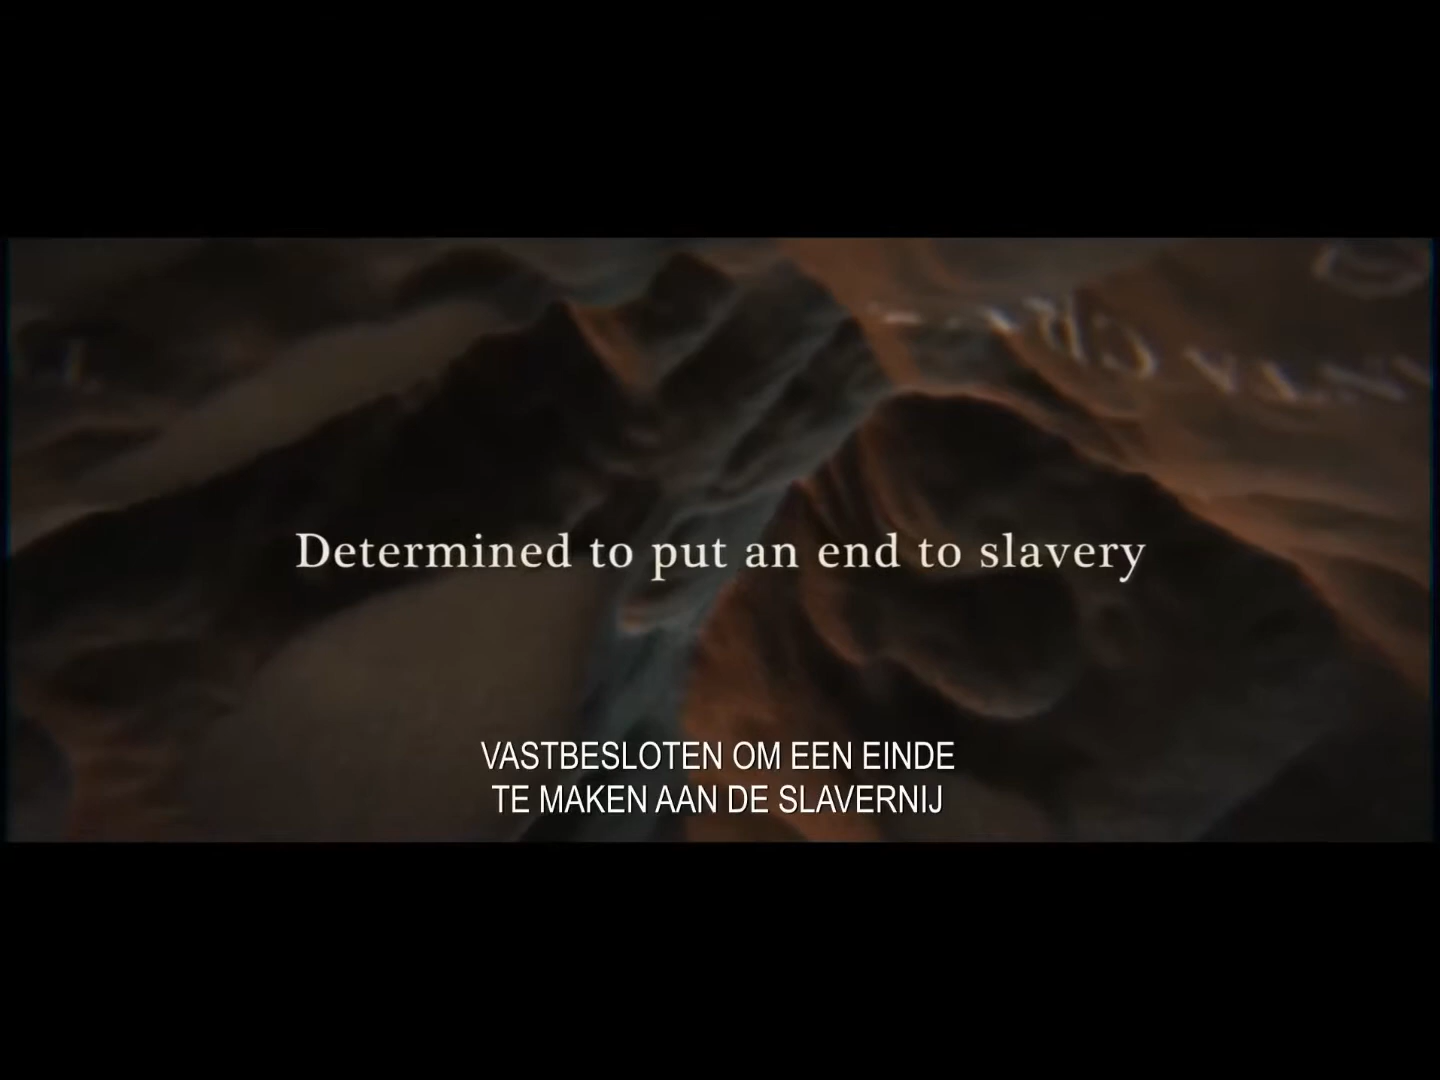 Determined to put an end to slavery
VASTBESLOTEN OM EEN EINDE
TE MAKEN AAN DE SLAVERNIJ